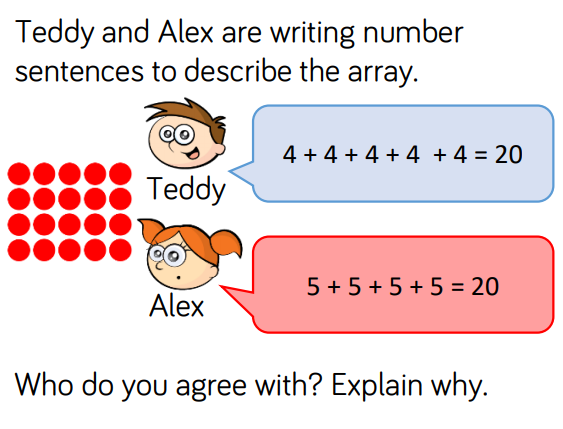 Teddy and Alex are writing number
sentences to describe the array.
4 + 4 + 4 + 4 + 4 = 20
Teddy
5 + 5 + 5 + 5 = 20
Alex
Who do you agree with? Explain why.